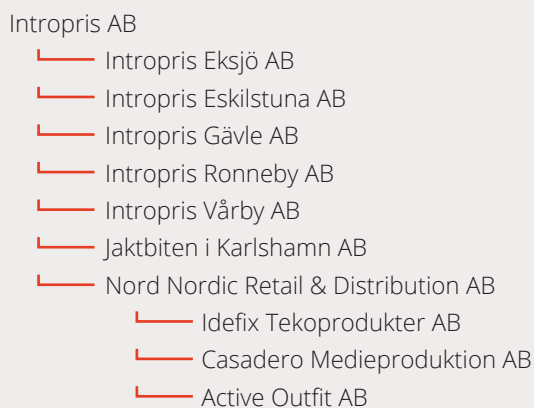 Intropris AB
Intropris Eksjö AB
Intropris Eskilstuna AB
Intropris Gävle AB
Intropris Ronneby AB
Intropris Vårby AB
Jaktbiten i Karlshamn AB
Nord Nordic Retail & Distribution AB
Idefix Tekoprodukter AB
Casadero Medieproduktion AB
Active Outfit AB